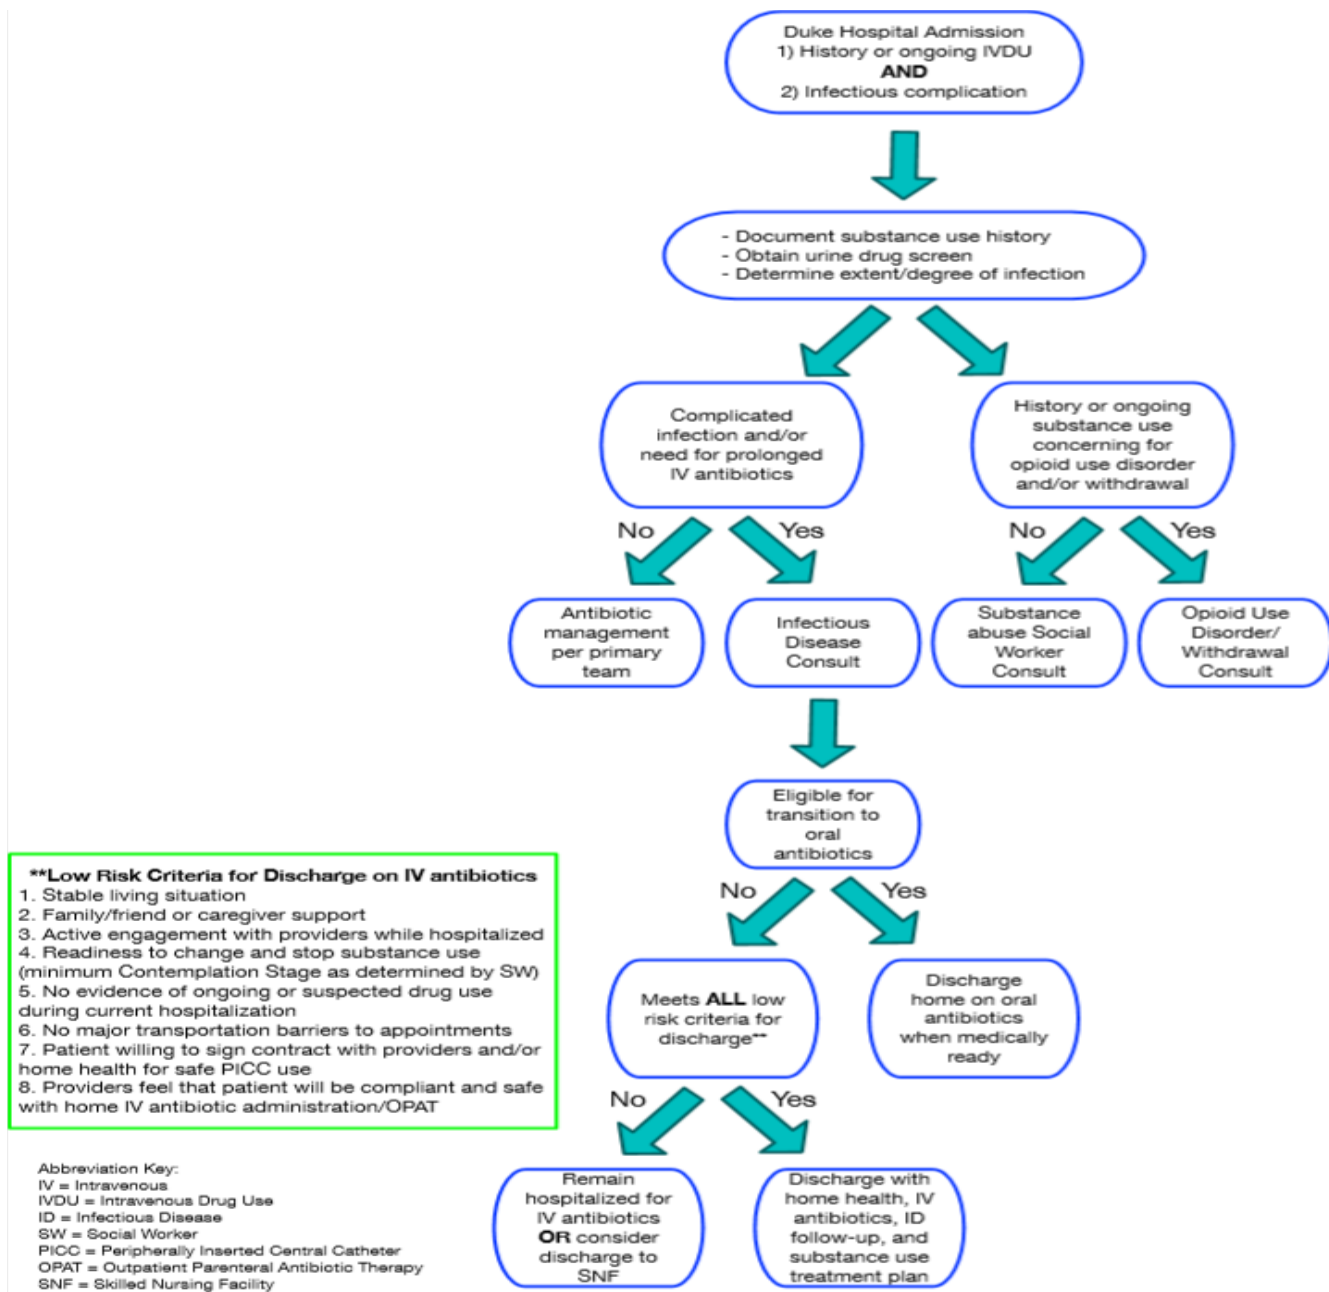 Duke Hospital Admission
1) History or ongoing IVDU
AND
2) Infectious complication
- Document substance use history
- Obtain urine drug screen
- Determine extent/degree of infection
Complicated
infection and/or
need for prolonged
IV antibiotics
History or ongoing
substance use
concerning for
opioid use disorder
and/or withdrawal
No
Yes
No
Yes
Antibiotic
management
per primary
team
Infectious
Disease
Consult
Substance
abuse Social
Worker
Consult
Opioid Use
Disorder/
Withdrawal
Consult
Eligible for
transition to
oral
antibiotics
No
Yes
Meets ALL low
risk criteria for
discharge**
Discharge
home on oral
antibiotics
when medically
ready
No
Yes
Remain
hospitalized for
IV antibiotics
OR consider
discharge to
SNF
Discharge with
home health, IV
antibiotics, ID
follow-up, and
substance use
treatment plan
**Low Risk Criteria for Discharge on IV antibiotics
1. Stable living situation
2. Family/friend or caregiver support
3. Active engagement with providers while hospitalized
4. Readiness to change and stop substance use
(minimum Contemplation Stage as determined by SW)
5. No evidence of ongoing or suspected drug use
during current hospitalization
6. No major transportation barriers to appointments
7. Patient willing to sign contract with providers and/or
home health for safe PICC use
8. Providers feel that patient will be compliant and safe
with home IV antibiotic administration/OPAT
Abbreviation Key:
IV = Intravenous
IVDU = Intravenous Drug Use
ID = Infectious Disease
SW = Social Worker
PICC = Peripherally Inserted Central Catheter
OPAT = Outpatient Parenteral Antibiotic Therapy
SNF = Skilled Nursing Facility